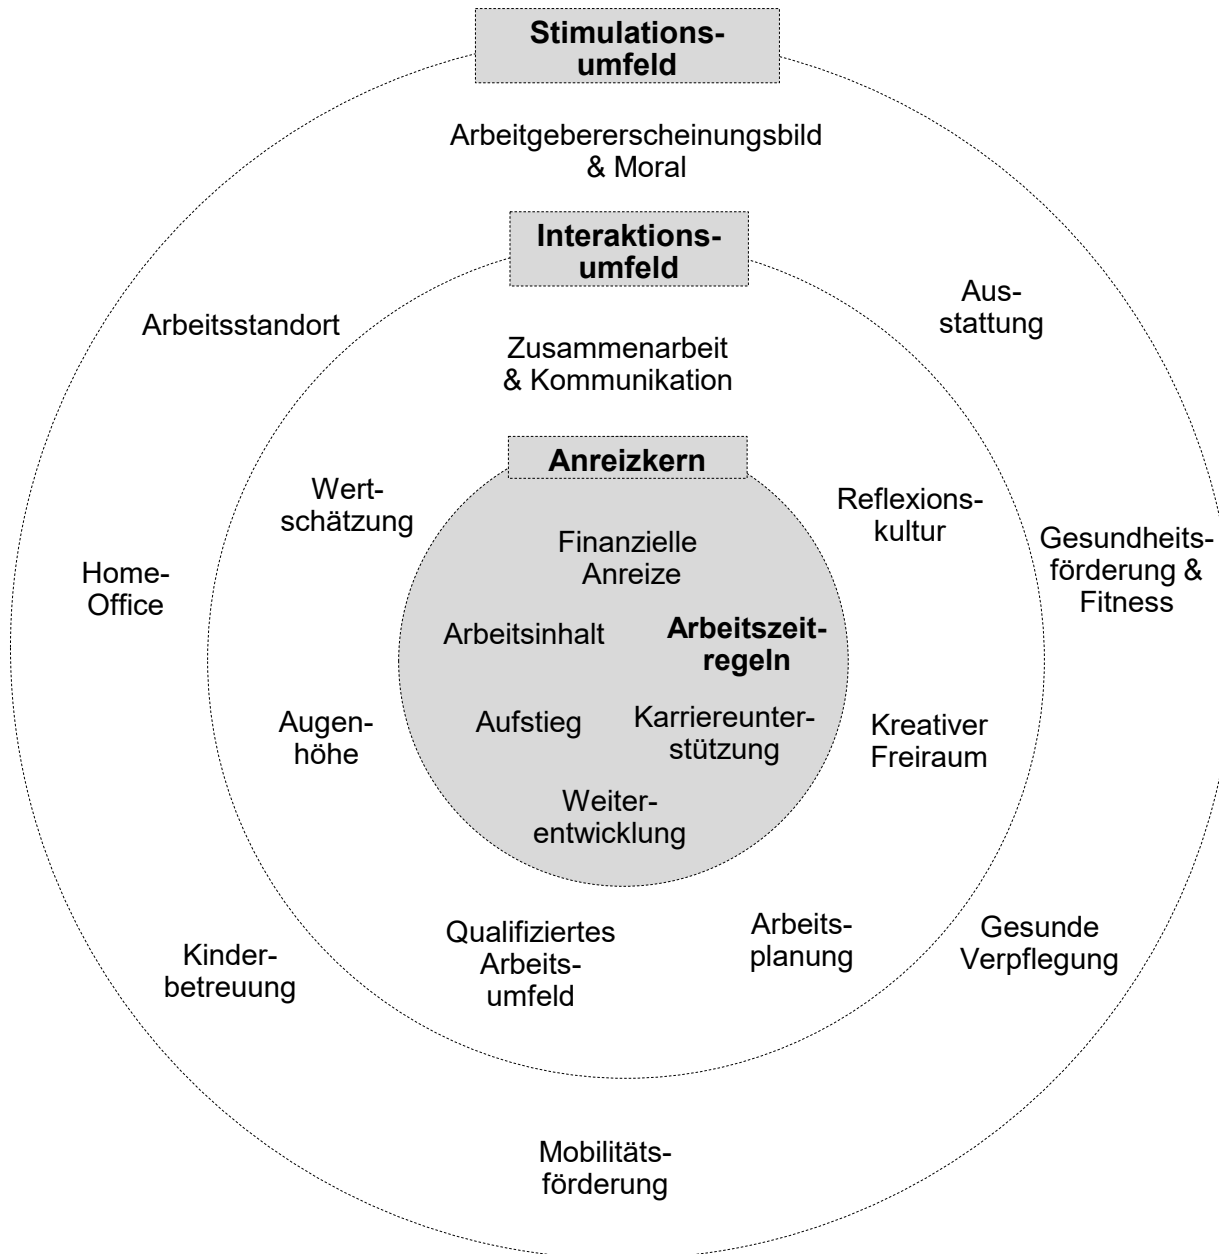 Stimulations-
umfeld
Arbeitgebererscheinungsbild
& Moral
Interaktions-
umfeld
Arbeitsstandort
Aus-
stattung
Zusammenarbeit
& Kommunikation
Anreizkern
Wert-
schätzung
Reflexions-
kultur
Finanzielle
Anreize
Gesundheits-
förderung &
Fitness
Home-
Office
Arbeitsinhalt
Arbeitszeit-
regeln
Augen-
höhe
Aufstieg
Karriereunter-
stützung
Kreativer
Freiraum
Weiter-
entwicklung
Kinder-
betreuung
Qualifiziertes
Arbeits-
umfeld
Arbeits-
planung
Gesunde
Verpflegung
Mobilitäts-
förderung